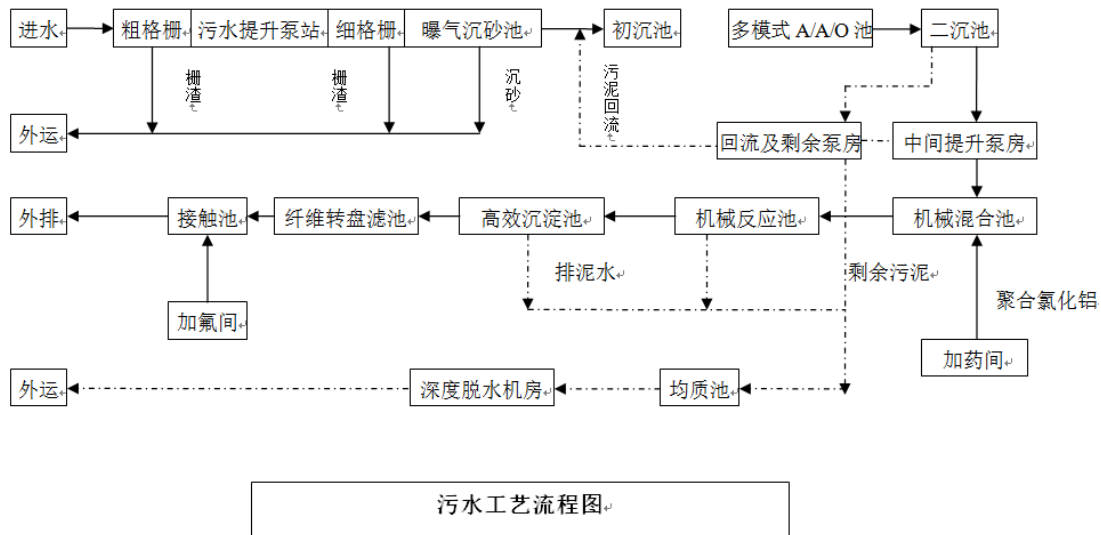 进水
粗格栅
污水提升泵站
细格栅
曝气沉砂池
初沉池
多模式 A/A/O 池
二沉池
栅渣
栅渣
沉砂
污泥回流
外运
回流及剩余泵房
中间提升泵房
外排
接触池
纤维转盘滤池
高效沉淀池
机械反应池
机械混合池
排泥水
剩余污泥
聚合氯化铝
加氟间
加药间
外运
深度脱水机房
均质池
污水工艺流程图